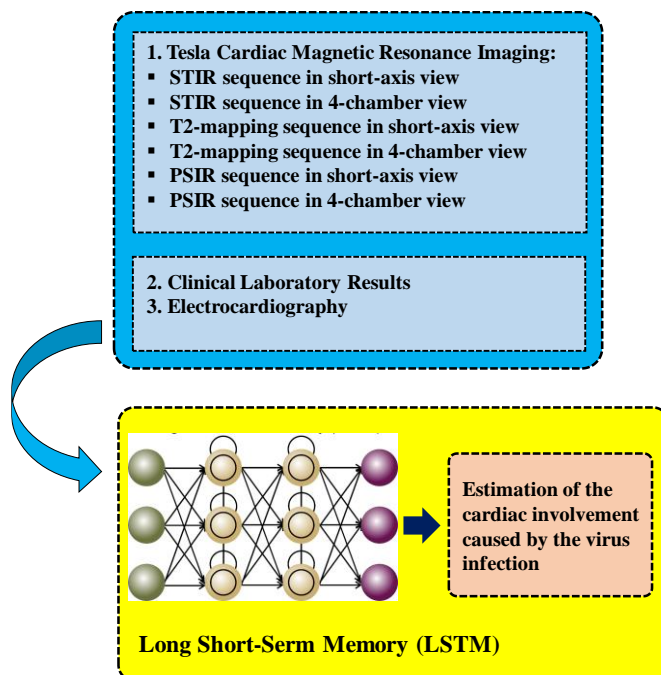 1. Tesla Cardiac Magnetic Resonance Imaging:
▪ STIR sequence in short-axis view
▪ STIR sequence in 4-chamber view
▪ T2-mapping sequence in short-axis view
▪ T2-mapping sequence in 4-chamber view
▪ PSIR sequence in short-axis view
▪ PSIR sequence in 4-chamber view
2. Clinical Laboratory Results
3. Electrocardiography
Estimation of the
cardiac involvement
caused by the virus
infection
Long Short-Serm Memory (LSTM)